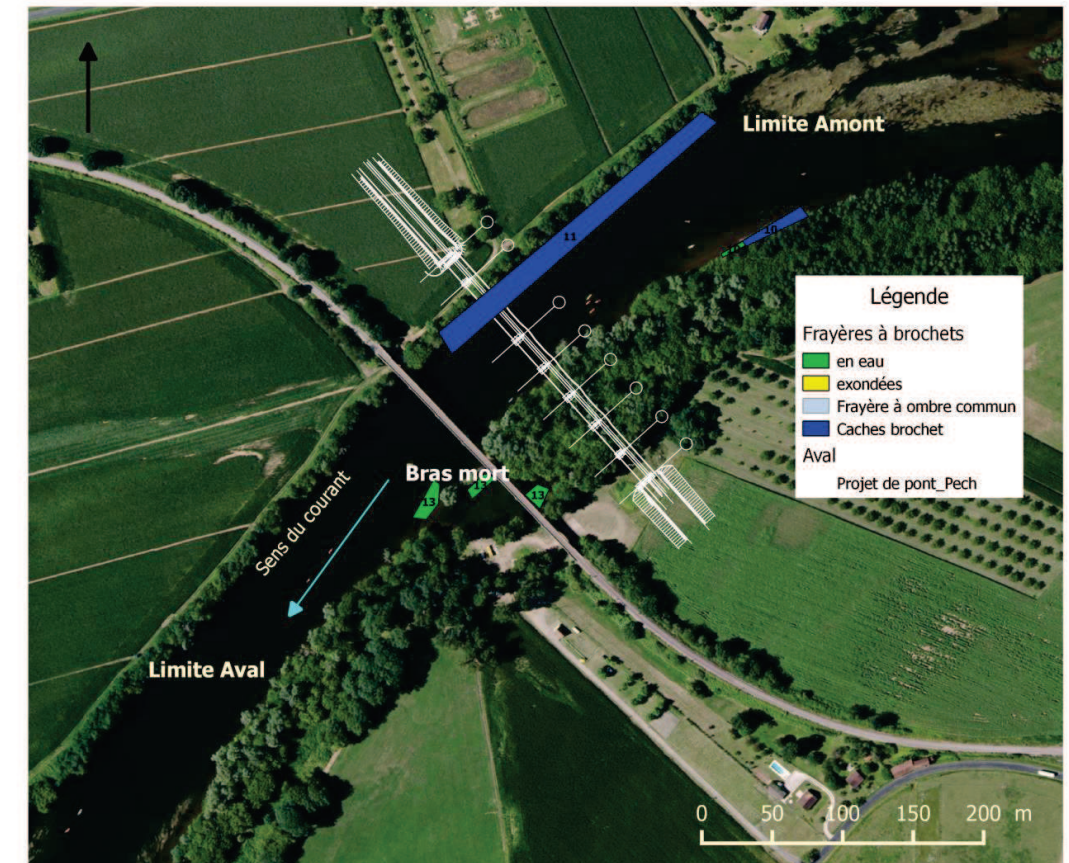 Limite Amont
11
10
Légende
Frayères à brochets
en eau
exondées
Frayère à ombre commun
Caches brochet
Aval
Projet de pont_Pech
Bras mort
13
13
13
Sens du courant
Limite Aval
0 50 100 150 200 m